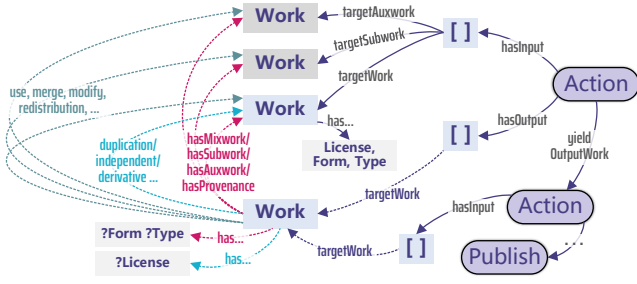 Work
targetAuxwork
[ ]
hasInput
targetSubwork
Work
targetWork
Action
use, merge, modify,
redistribution, ...
Work
has...
License,
Form, Type
hasOutput
[ ]
yield
OutputWork
duplication/
independent/
derivative ...
hasMixwork/
hasSubwork/
hasAuxwork/
hasProvenance
targetWork
Work
hasInput
Action
?Form ?Type
has...
targetWork
[ ]
...
Publish
?License
has...